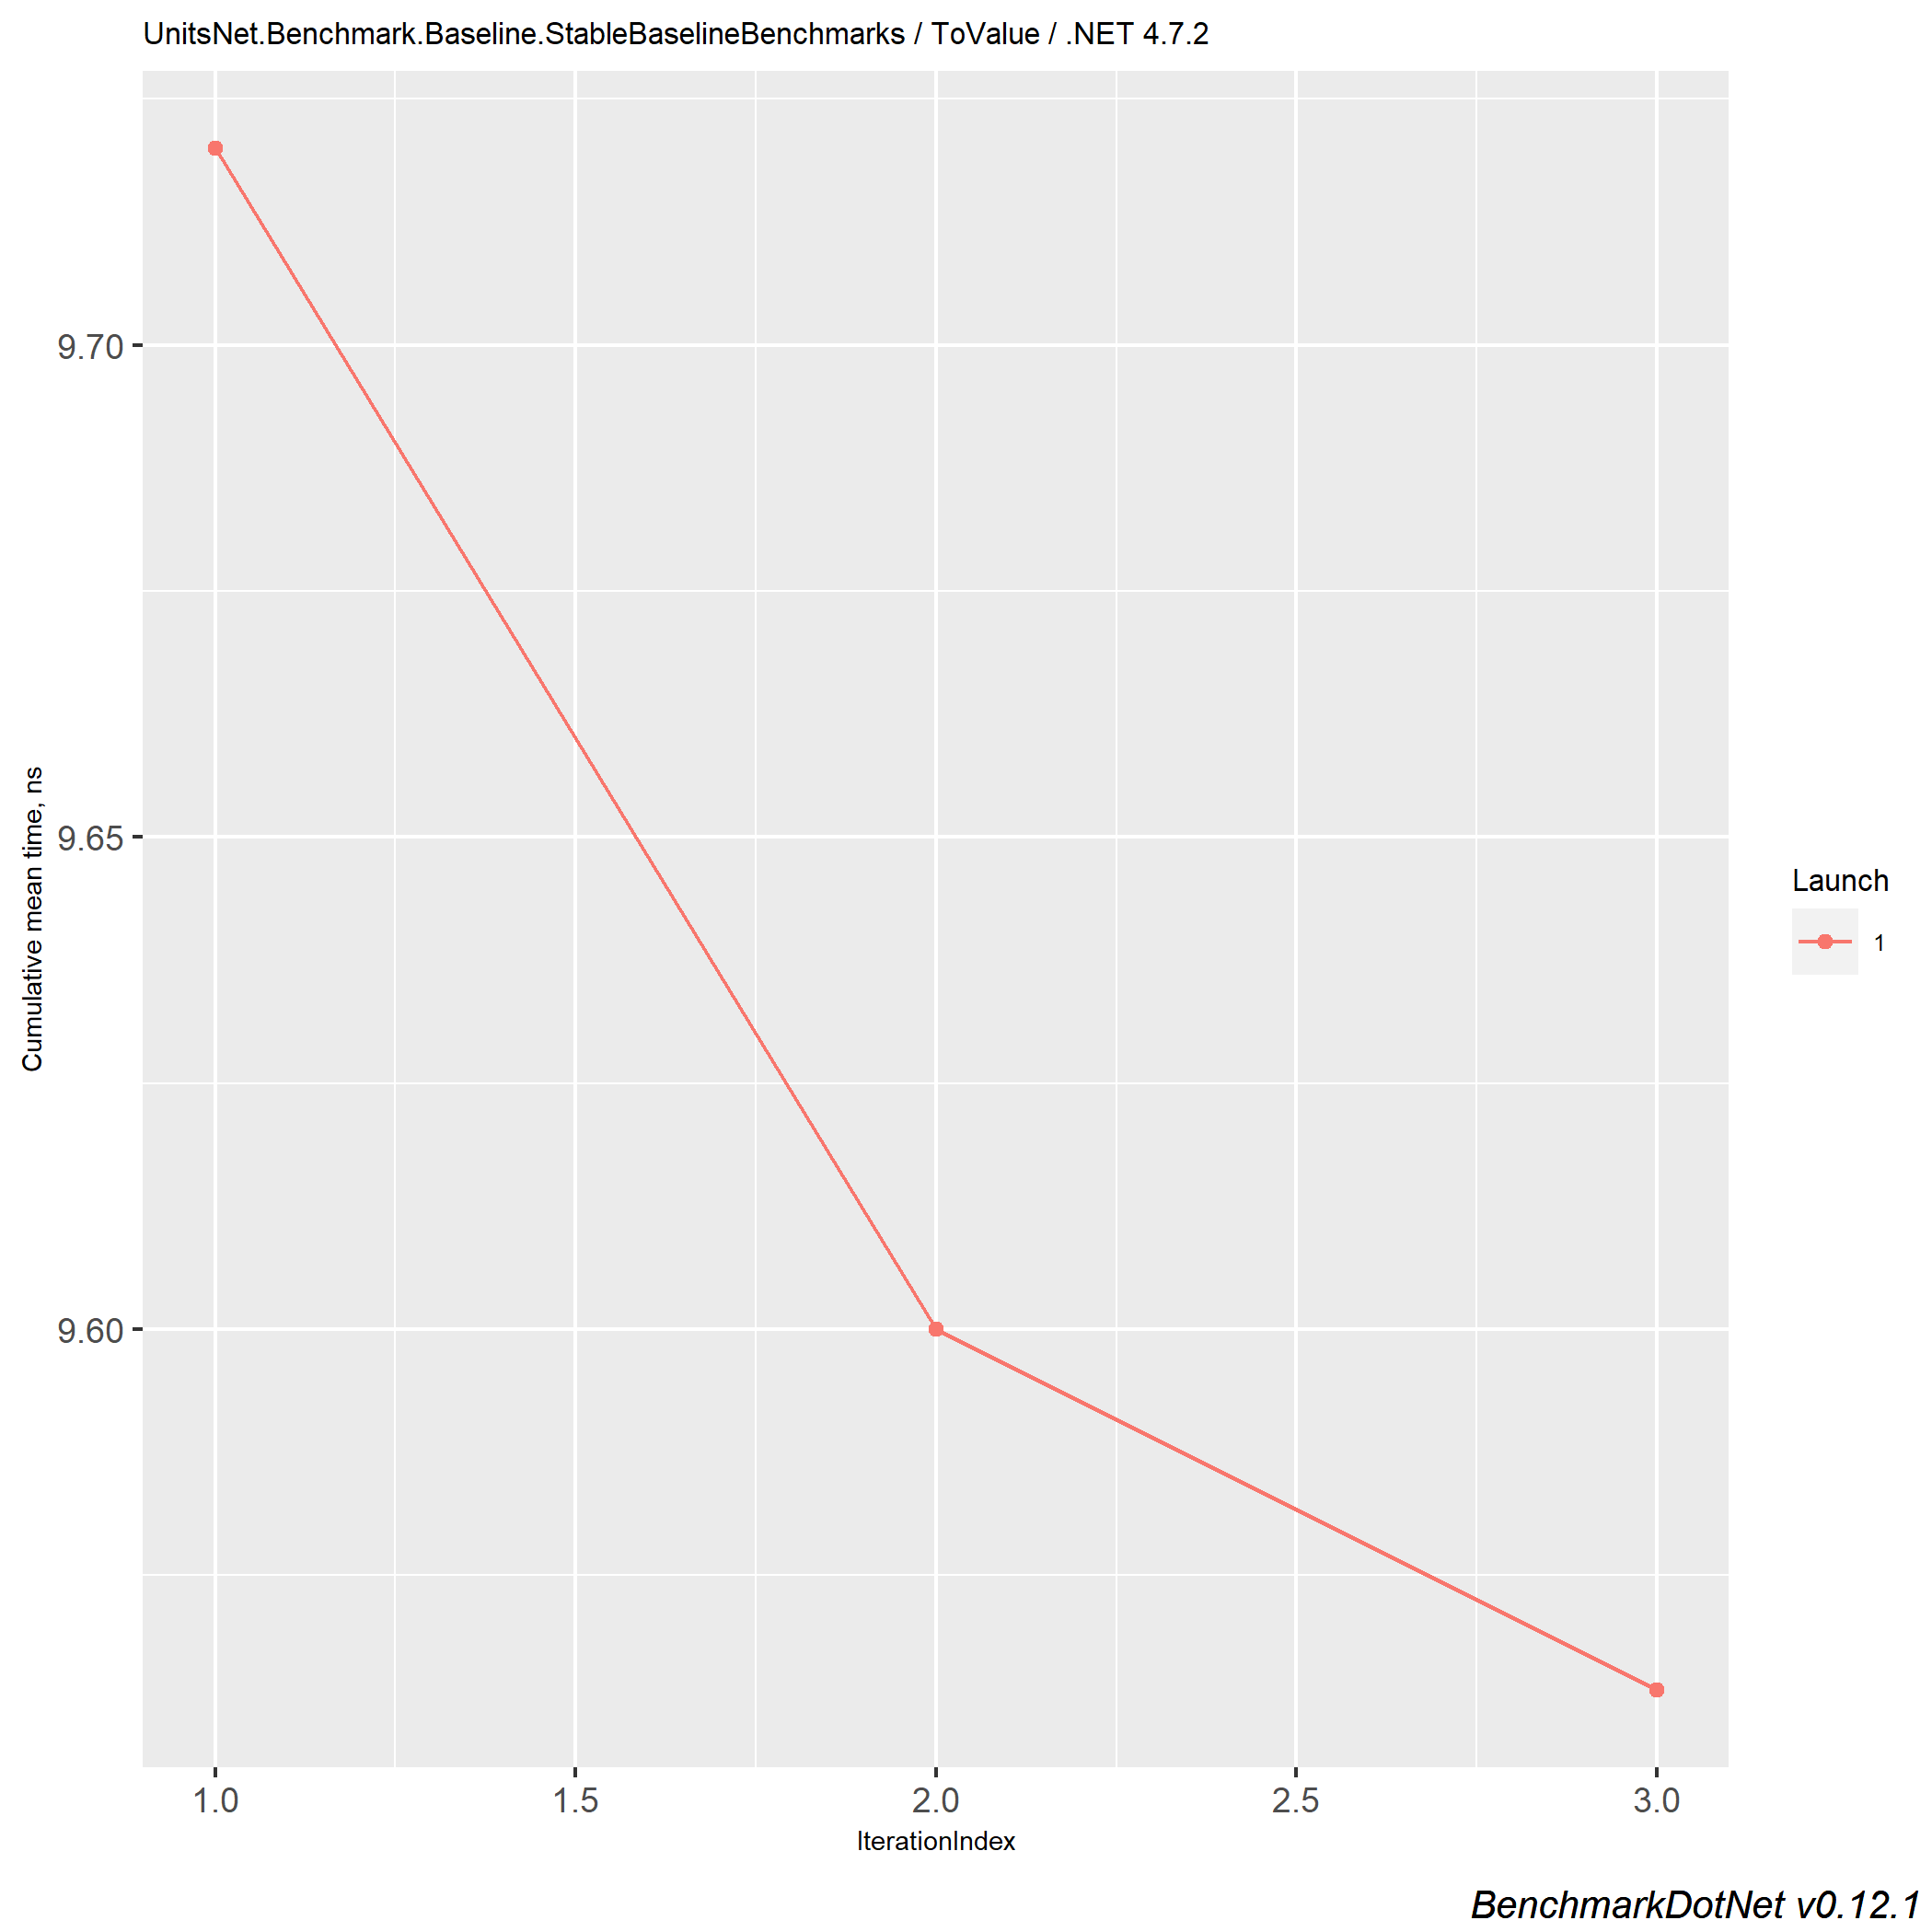 UnitsNet.Benchmark.Baseline.StableBaselineBenchmarks / ToValue / .NET 4.7.2
Cumulative mean time, ns
9.70
9.65
9.60
1.0 1.5 2.0 2.5 3.0
IterationIndex
Launch
1
BenchmarkDotNet v0.12.1